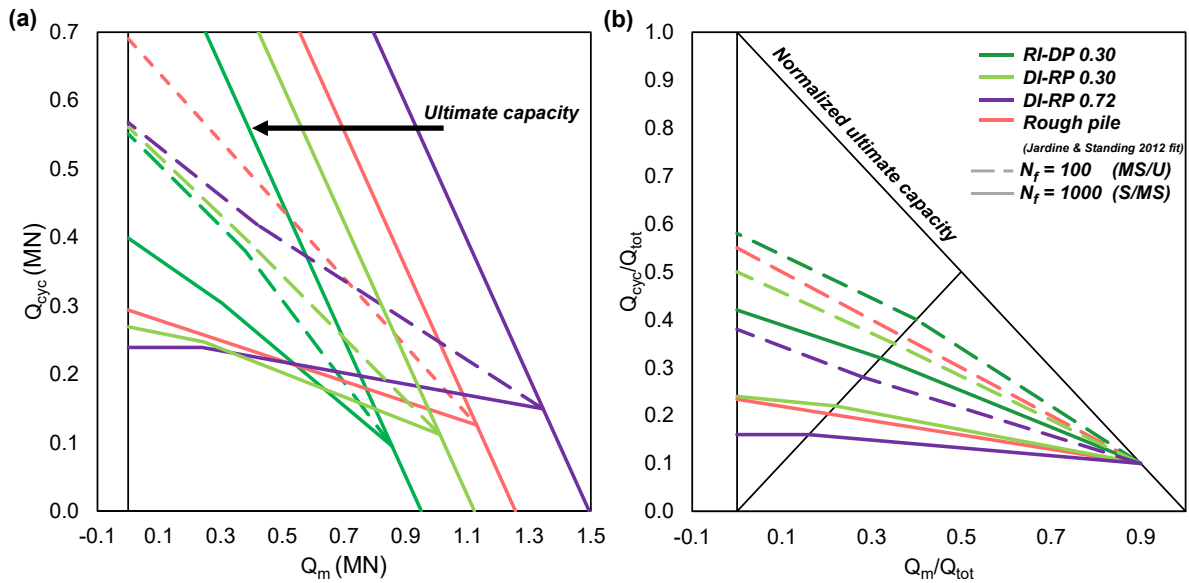 (a)
0.7
0.6
0.5
0.4
0.3
0.2
0.1
0.0
Q_cyc (MN)
Ultimate capacity
-0.1 0.1 0.3 0.5 0.7 0.9 1.1 1.3 1.5
Q_m (MN)
(b)
1.0
0.9
0.8
0.7
0.6
0.5
0.4
0.3
0.2
0.1
0.0
Q_cyc/Q_tot
Normalized ultimate capacity
RI-DP 0.30
DI-RP 0.30
DI-RP 0.72
Rough pile
(Jardine & Standing 2012 fit)
N_f = 100 (MS/U)
N_f = 1000 (S/MS)
-0.1 0.1 0.3 0.5 0.7 0.9
Q_m/Q_tot